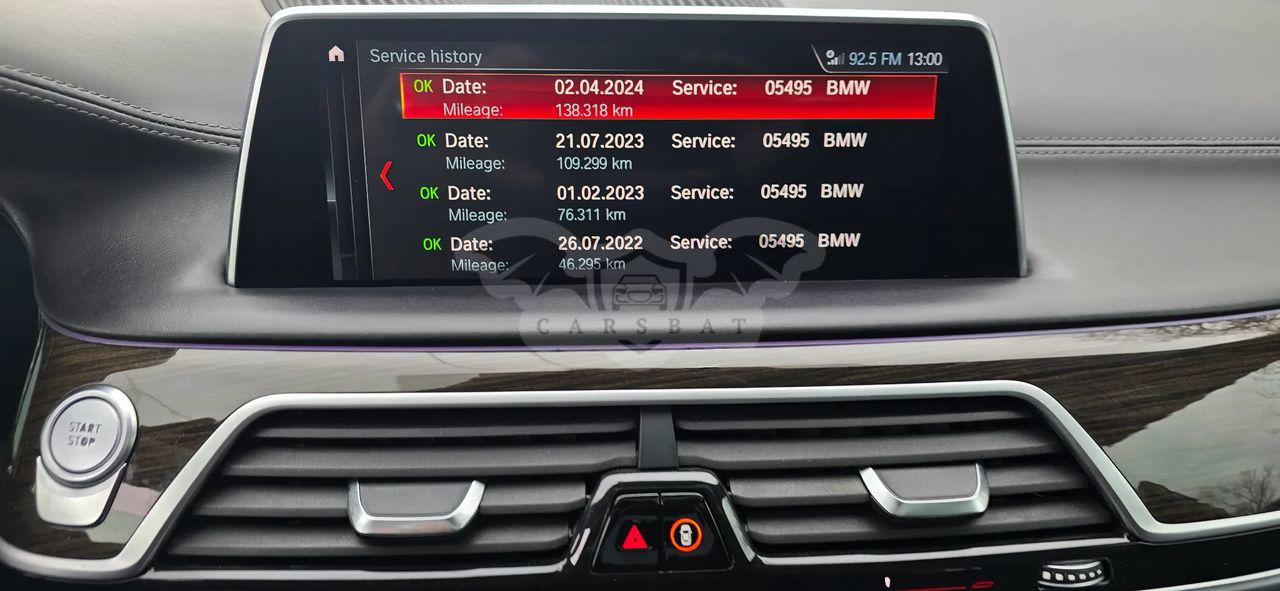 Service history
92.5 FM 13:00
OK Date: 02.04.2024 Service: 05495 BMW
Mileage: 138.318 km
OK Date: 21.07.2023 Service: 05495 BMW
Mileage: 109.299 km
OK Date: 01.02.2023 Service: 05495 BMW
Mileage: 76.311 km
OK Date: 26.07.2022 Service: 05495 BMW
Mileage: 46.295 km
CARSBAT
START
STOP